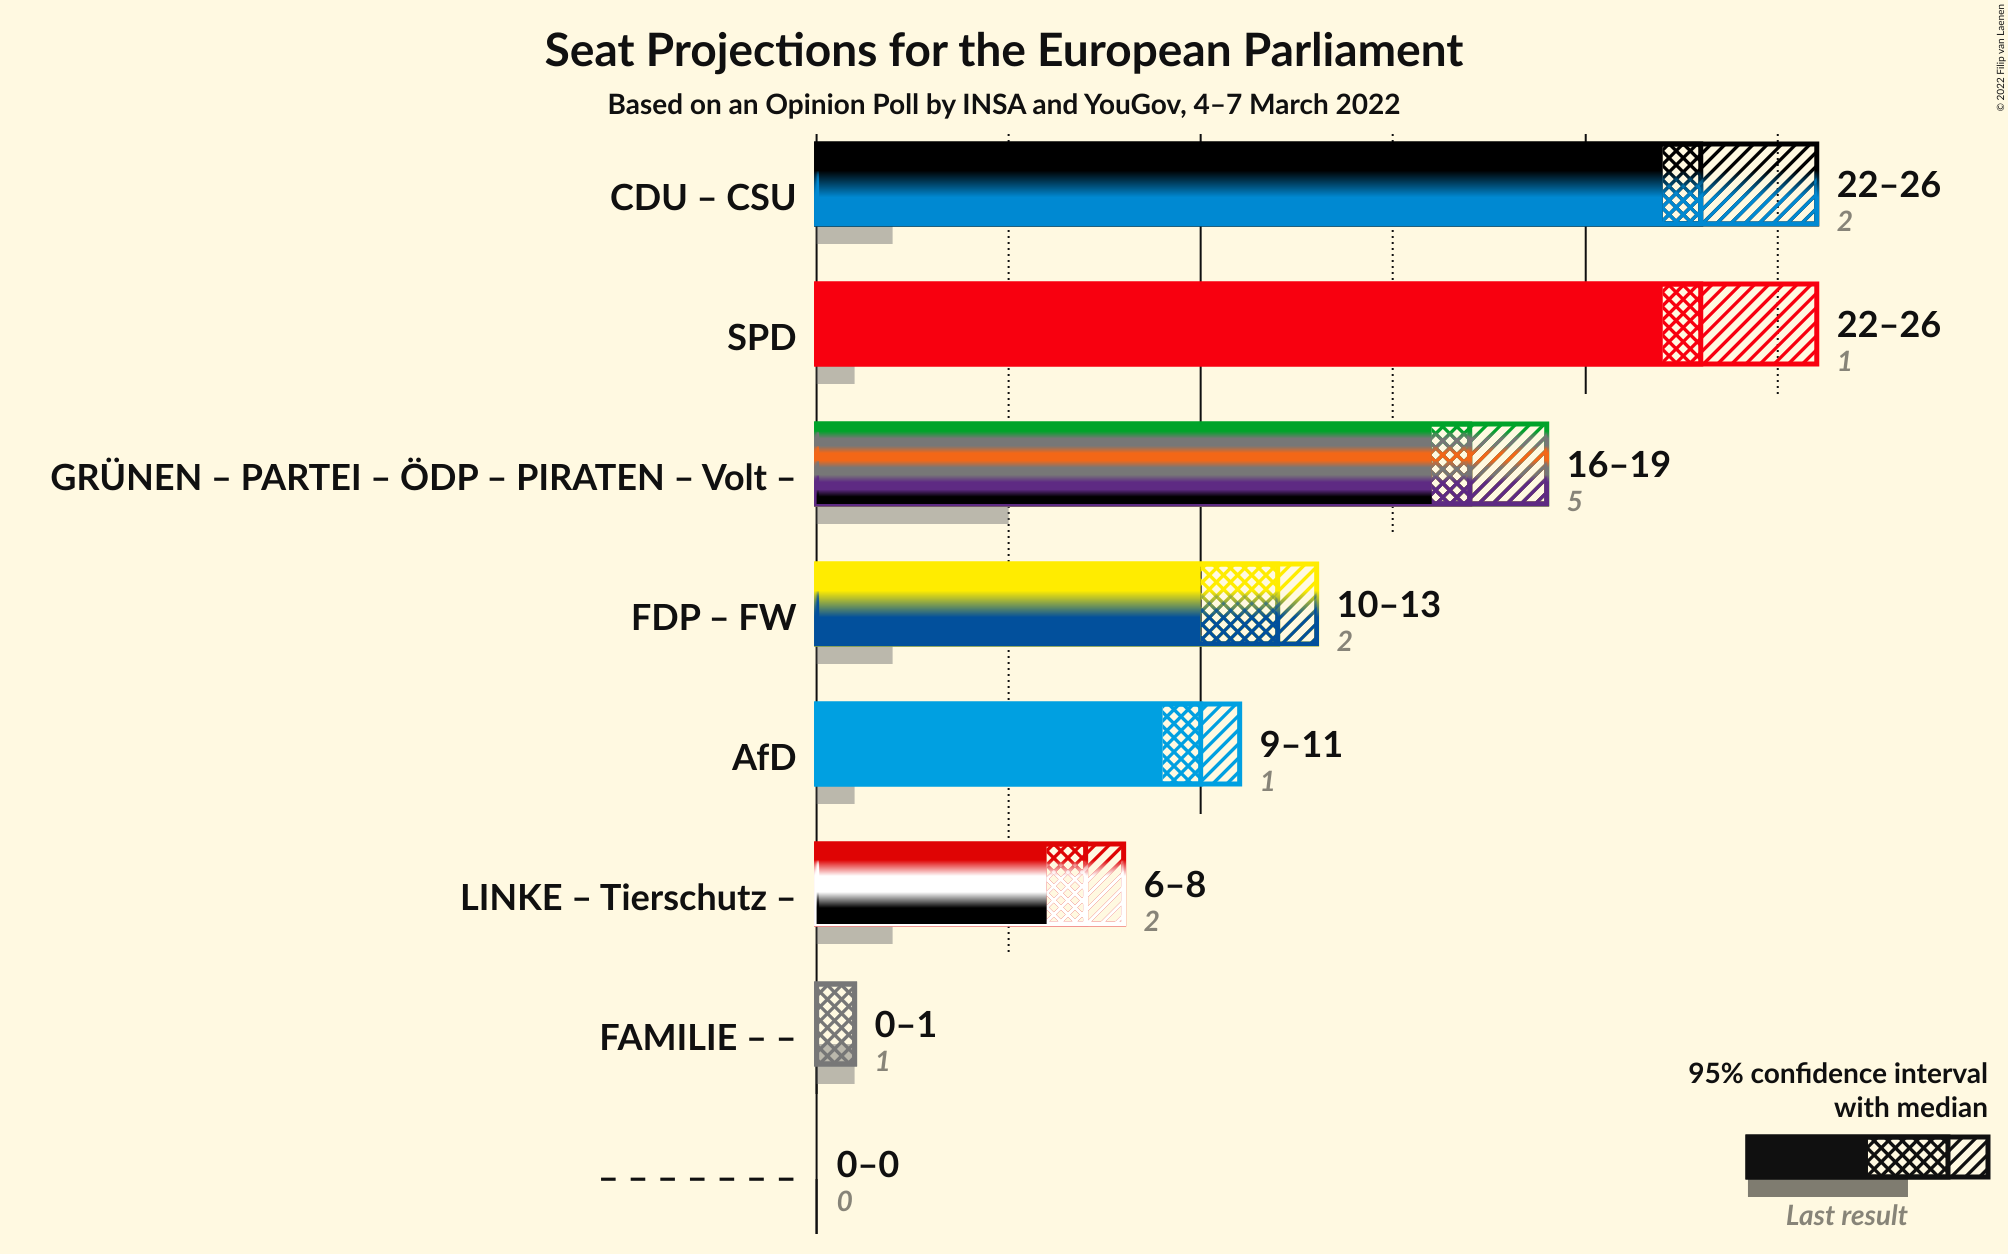 Seat Projections for the European Parliament
Based on an Opinion Poll by INSA and YouGov, 4–7 March 2022
© 2022 Filip van Laenen
CDU – CSU
22–26
2
SPD
22–26
1
GRÜNEN – PARTEI – ÖDP – PIRATEN – Volt –
16–19
5
FDP – FW
10–13
2
AfD
9–11
1
LINKE – Tierschutz –
6–8
2
FAMILIE – –
0–1
1
– – – – – – –
0–0
0
95% confidence interval
with median
Last result